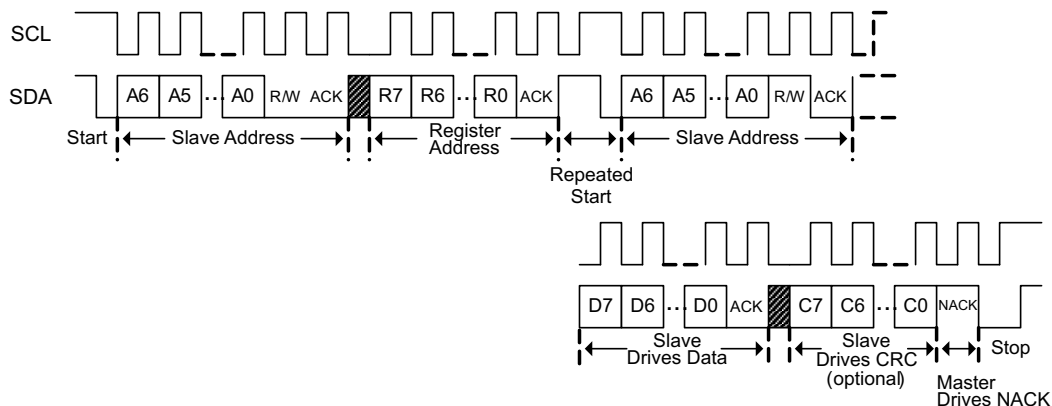 SCL
SDA A6 A5 ... A0 R/W ACK R7 R6 ... R0 ACK A6 A5 ... A0 R/W ACK
Start Slave Address Register Address Slave Address
Repeated Start
D7 D6 ... D0 ACK C7 C6 ... C0 NACK
Slave Drives Data Slave Drives CRC (optional) Stop
Master Drives NACK